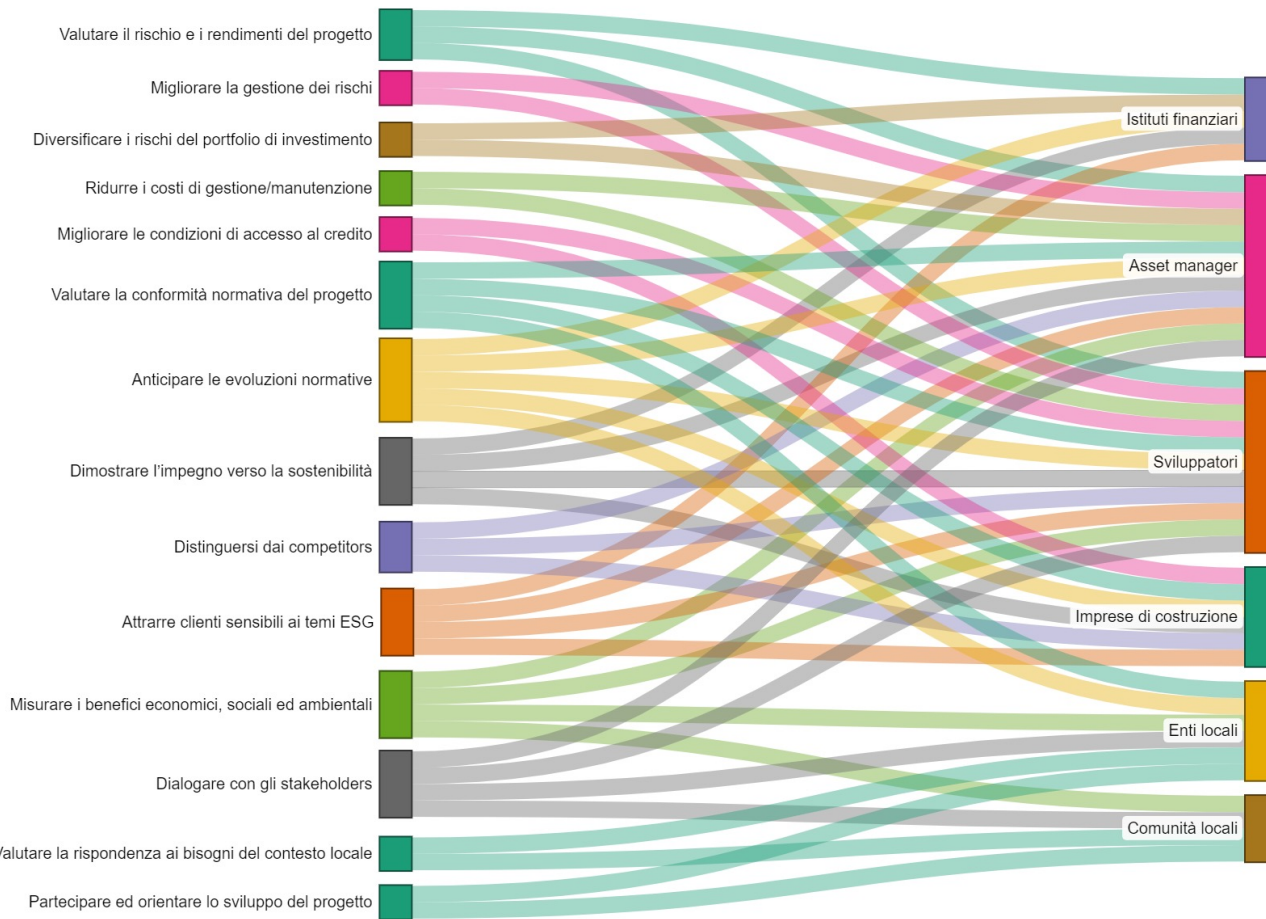 Valutare il rischio e i rendimenti del progetto
Migliorare la gestione dei rischi
Diversificare i rischi del portfolio di investimento
Ridurre i costi di gestione/manutenzione
Migliorare le condizioni di accesso al credito
Valutare la conformità normativa del progetto
Anticipare le evoluzioni normative
Dimostrare l'impegno verso la sostenibilità
Distinguersi dai competitors
Attrarre clienti sensibili ai temi ESG
Misurare i benefici economici, sociali ed ambientali
Dialogare con gli stakeholders
Valutare la rispondenza ai bisogni del contesto locale
Partecipare ed orientare lo sviluppo del progetto
Istituti finanziari
Asset manager
Sviluppatori
Imprese di costruzione
Enti locali
Comunità locali